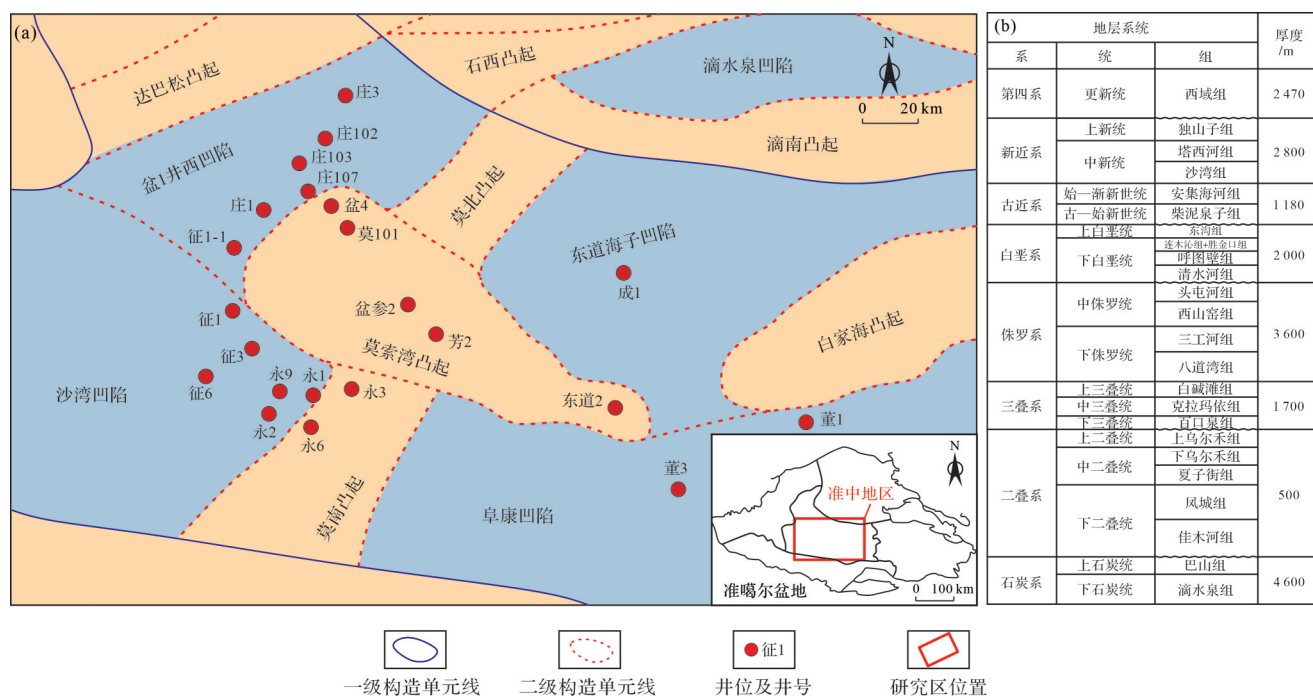 (a)
达巴松凸起
石西凸起
滴水泉凹陷
N
0 20 km
庄3
庄102
庄103
庄107
盆1井西凹陷
滴南凸起
莫北凸起
庄1
盆4
莫101
征1-1
东道海子凹陷
成1
征1
盆参2
芳2
白家海凸起
征3
莫索湾凸起
征6
沙湾凹陷
永9
永1
永3
东道2
永2
永6
董1
董3
莫南凸起
阜康凹陷
准中地区
N
准噶尔盆地
0 100 km
(b)
地层系统 厚度/m
系 统 组
第四系 更新统 西域组 2 470
新近系 上新统 独山子组 2 800
中新统 塔西河组
沙湾组
古近系 始—渐新世统 安集海河组 1 180
古—始新世统 紫泥泉子组
白垩系 上白垩统 东沟组 2 000
下白垩统 连木沁组+胜金口组
呼图壁组
清水河组
侏罗系 中侏罗统 头屯河组 3 600
西山窑组
下侏罗统 三工河组
八道湾组
三叠系 上三叠统 白碱滩组 1 700
中三叠统 克拉玛依组
下三叠统 百口泉组
二叠系 上二叠统 上乌尔禾组 500
中二叠统 下乌尔禾组
夏子街组
下二叠统 风城组
佳木河组
石炭系 上石炭统 巴山组 4 600
下石炭统 滴水泉组
一级构造单元线
二级构造单元线
征1
井位及井号
研究区位置